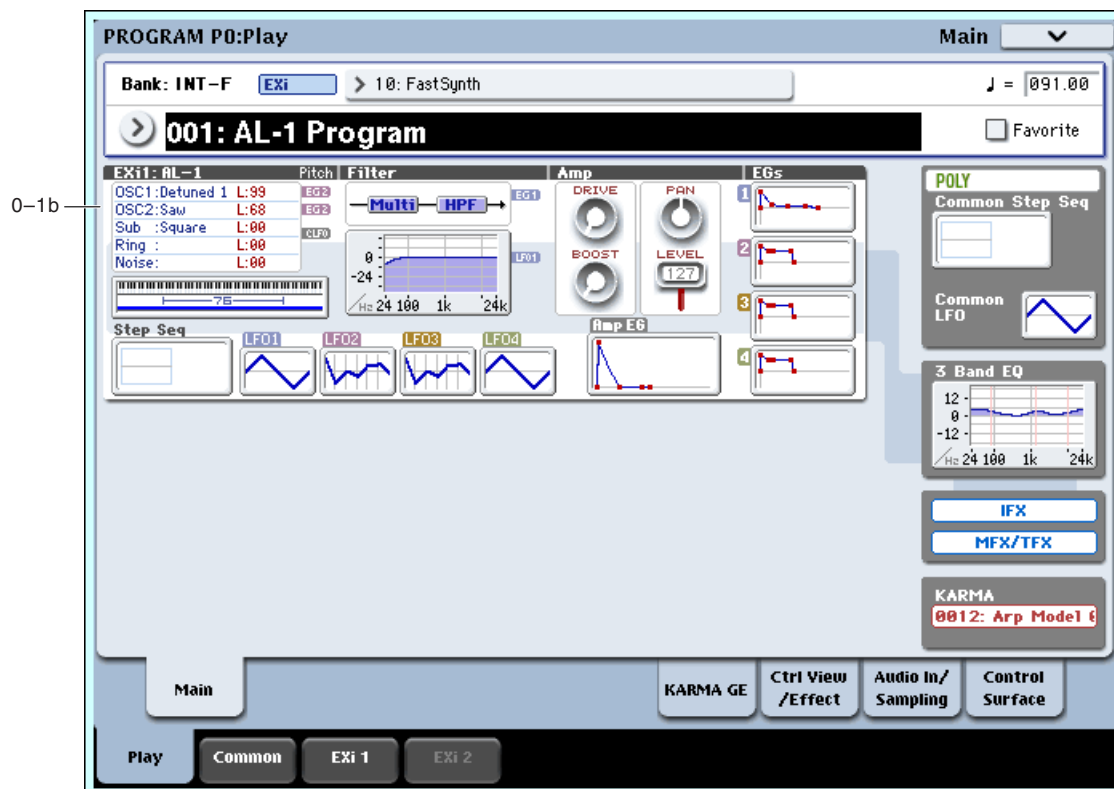 PROGRAM P0:Play
Main
Bank: INT-F
EXi
10: FastSynth
♩ = 091.00
001: AL-1 Program
Favorite
0-1b
EXi1: AL-1
Pitch
OSC1:Detuned 1 L:99 EG2
OSC2:Saw L:68 EG2
Sub :Square L:00 CLFO
Ring : L:00
Noise: L:00
76
Filter
Multi
HPF
EG1
0
-24
LFO1
Hz 24 100 1k 24k
Amp
DRIVE
PAN
BOOST
LEVEL
127
EGs
1
2
3
4
Step Seq
LFO1
LFO2
LFO3
LFO4
Amp EG
POLY
Common Step Seq
Common
LFO
3 Band EQ
12
0
-12
Hz 24 100 1k 24k
IFX
MFX/TFX
KARMA
0012: Arp Model
Main
KARMA GE
Ctrl View
/Effect
Audio In/
Sampling
Control
Surface
Play
Common
EXi 1
EXi 2